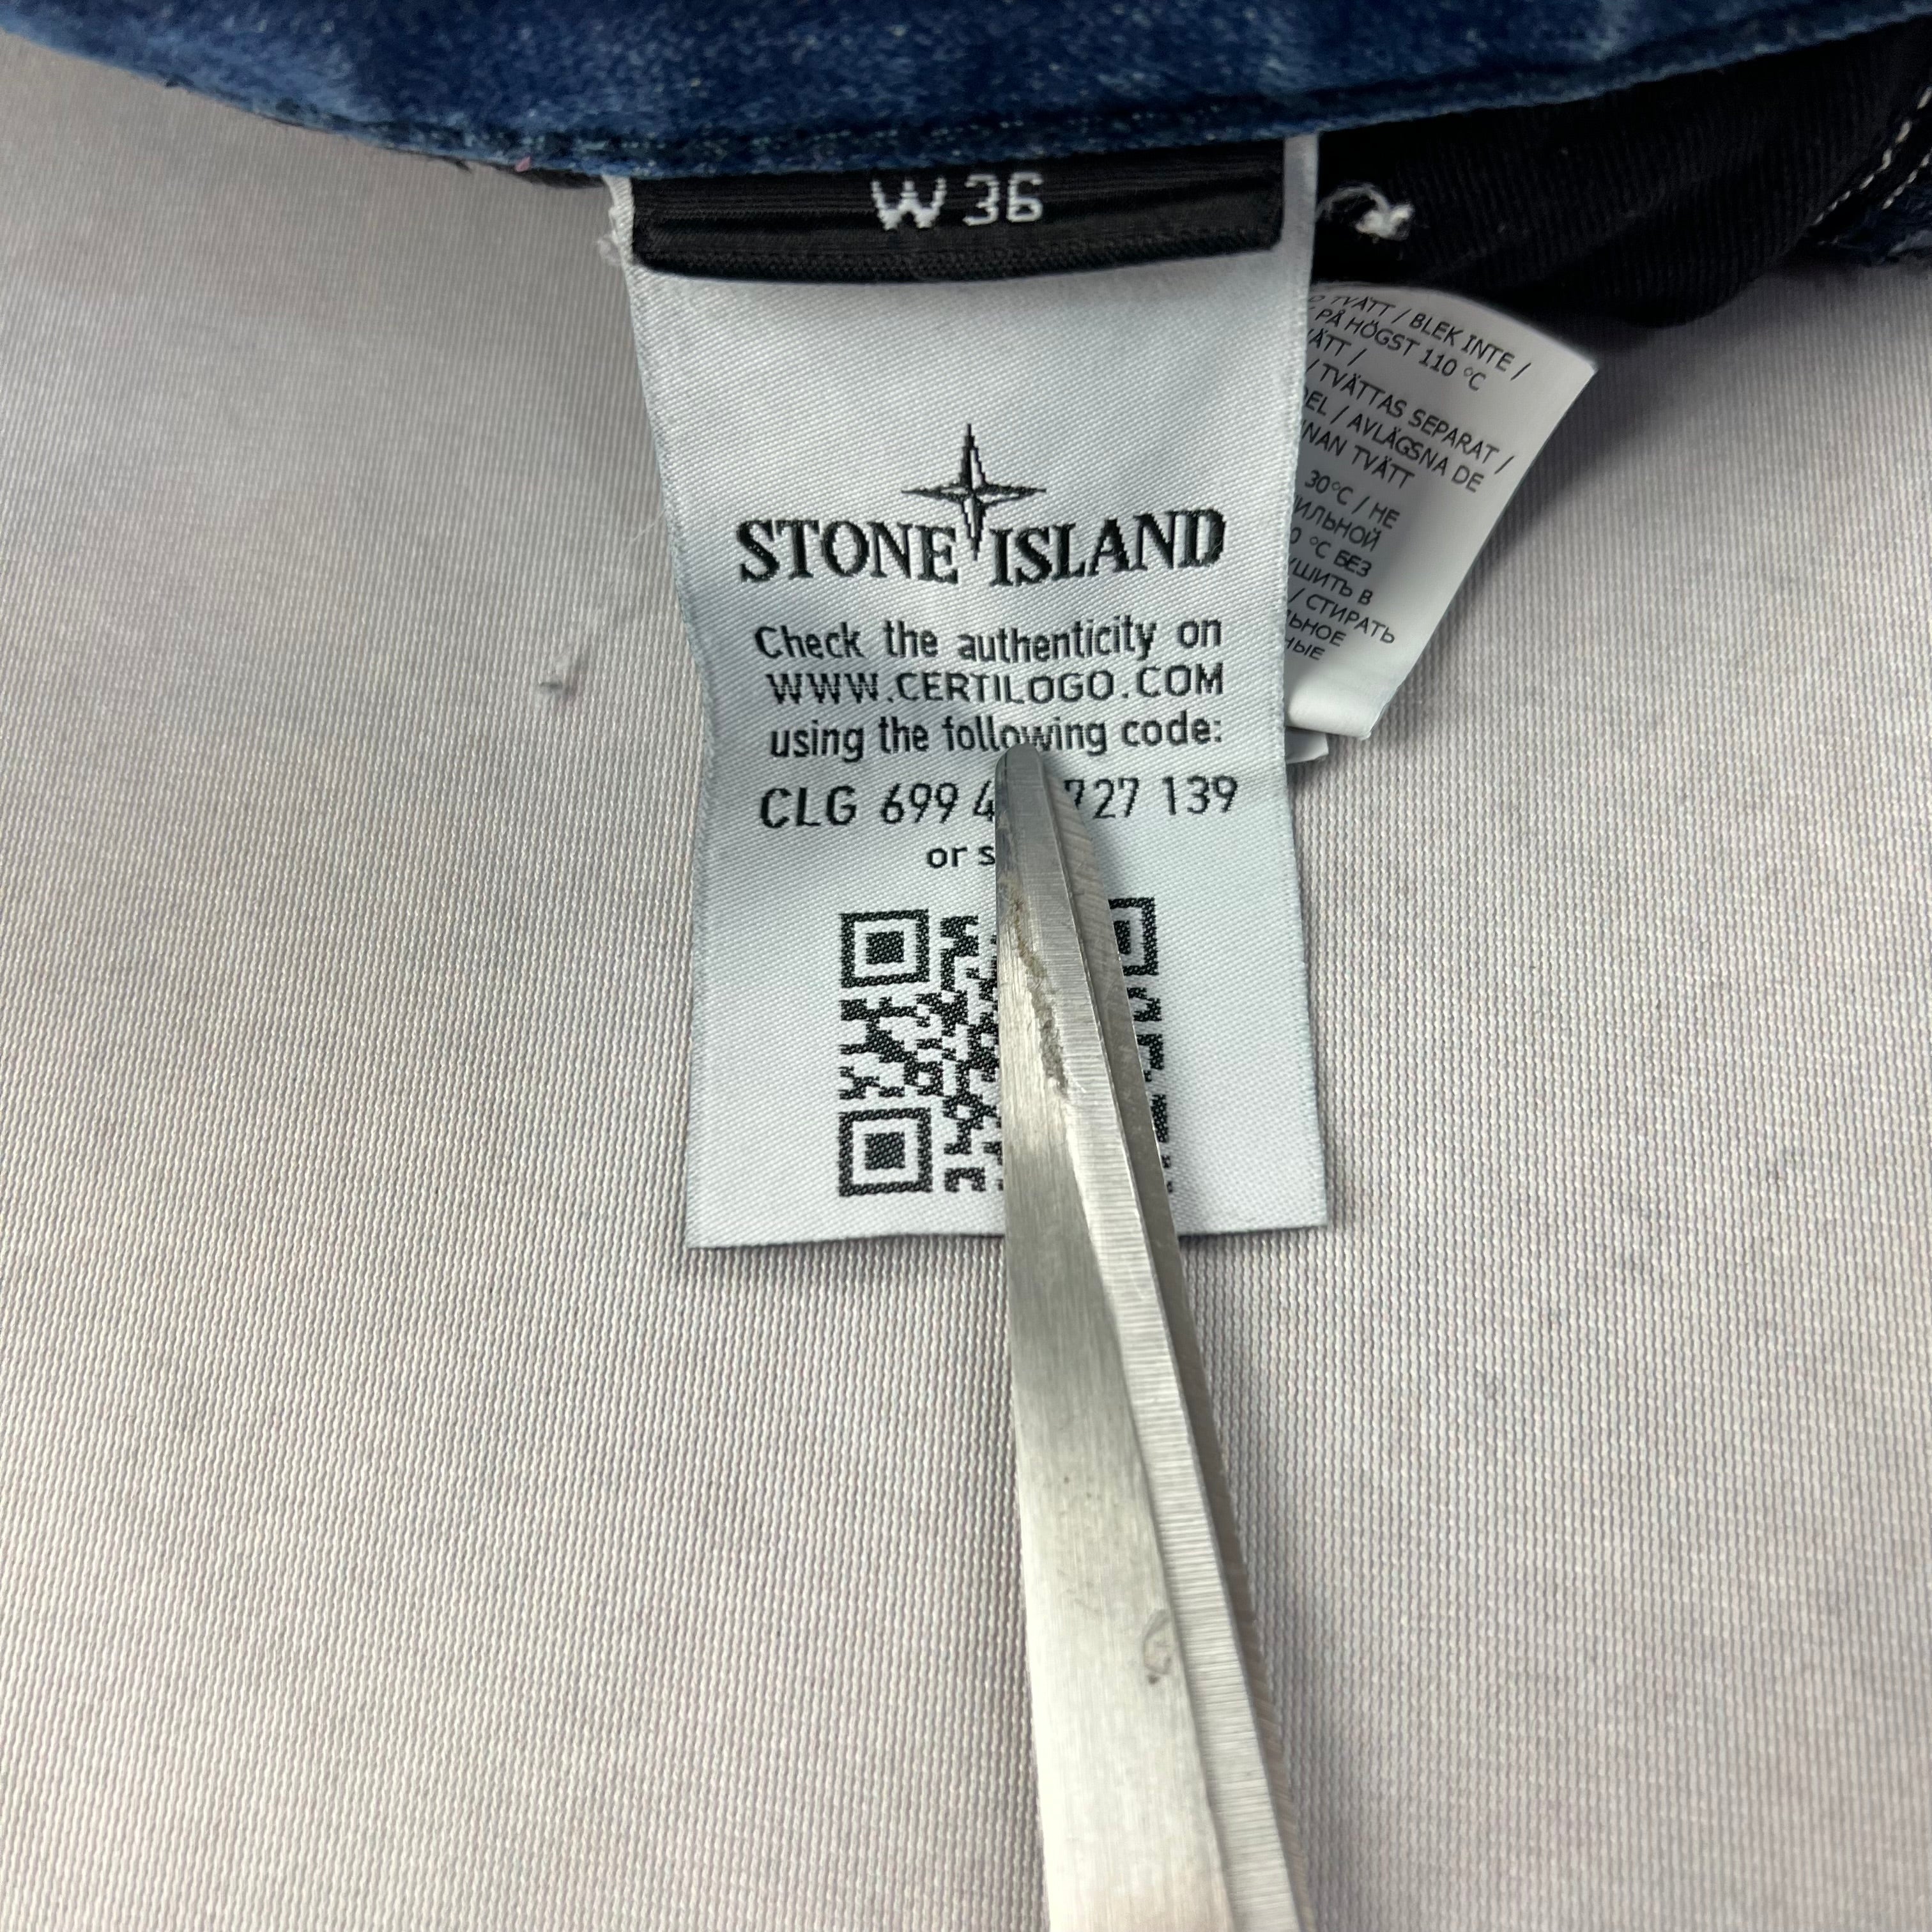 W 36
STONE ISLAND
Check the authenticity on
WWW.CERTILOGO.COM
using the following code:
CLG 699 4 727 139
or s
TVÄTT / BLEK INTE /
PÅ HÖGST 110 °C
/ TVÄTTAS SEPARAT /
/ AVLÄGSNA DE
TVÄTT
30°C / НЕ
°C БЕЗ
В
/ СТИРАТЬ